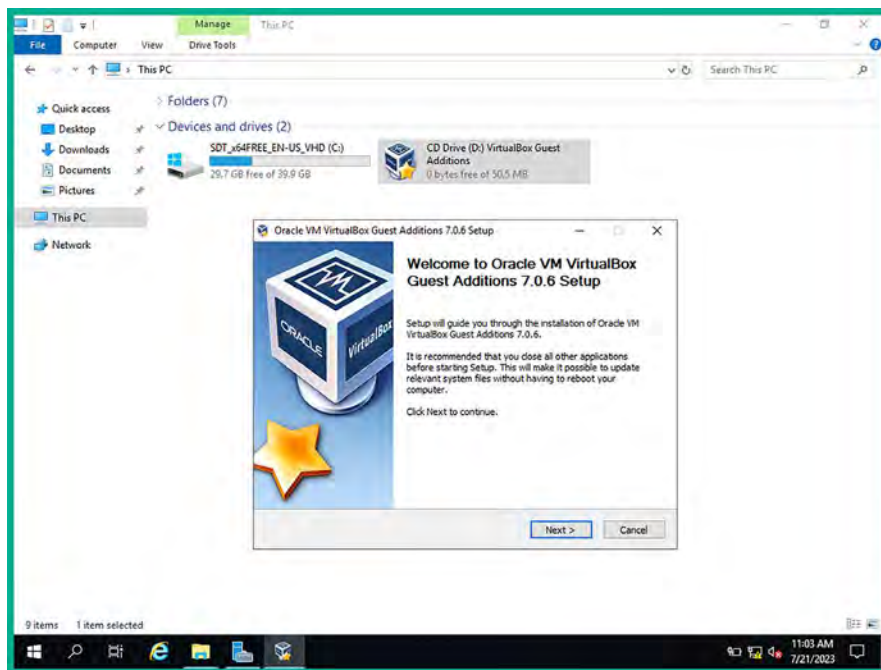 Manage
This PC
File
Computer
View
Drive Tools
This PC
Search This PC
Quick access
Desktop
Downloads
Documents
Pictures
This PC
Network
Folders (7)
Devices and drives (2)
SDT_x64FREE_EN-US_VHD (C:)
29.7 GB free of 39.9 GB
CD Drive (D:) VirtualBox Guest
Additions
0 bytes free of 50.5 MB
Oracle VM VirtualBox Guest Additions 7.0.6 Setup
ORACLE
VirtualBox
Welcome to Oracle VM VirtualBox
Guest Additions 7.0.6 Setup
Setup will guide you through the installation of Oracle VM
VirtualBox Guest Additions 7.0.6.
It is recommended that you close all other applications
before starting Setup. This will make it possible to update
relevant system files without having to reboot your
computer.
Click Next to continue.
Next >
Cancel
9 items
1 item selected
11:03 AM
7/21/2023